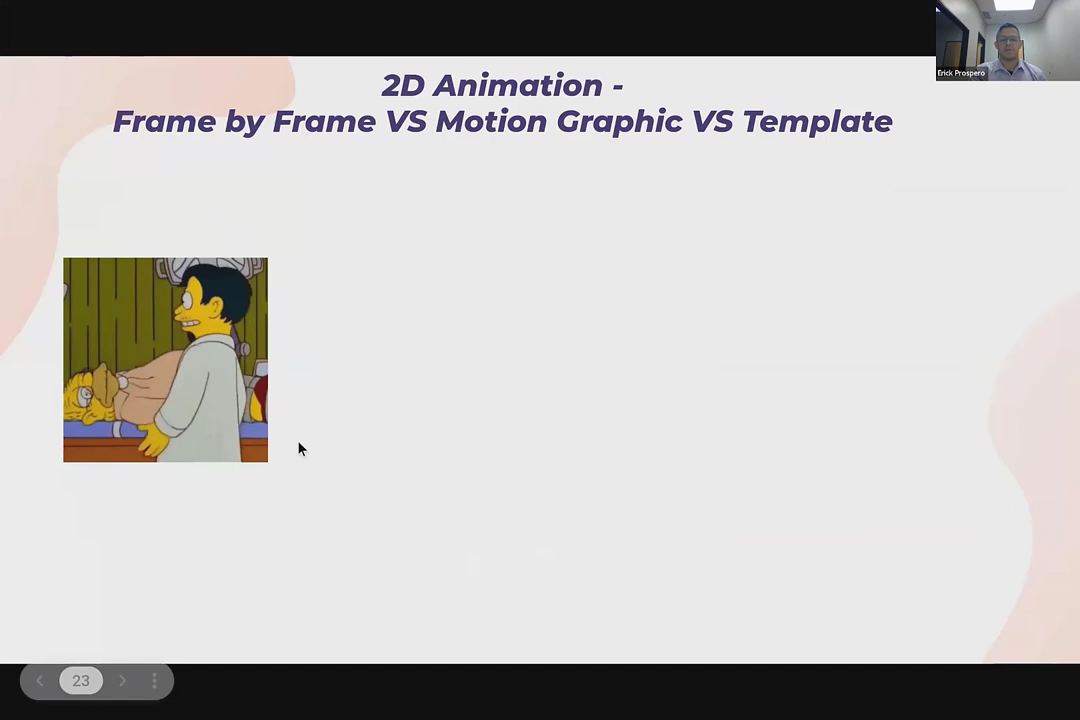 2D Animation -
Frame by Frame VS Motion Graphic VS Template
Erick Prospero
23